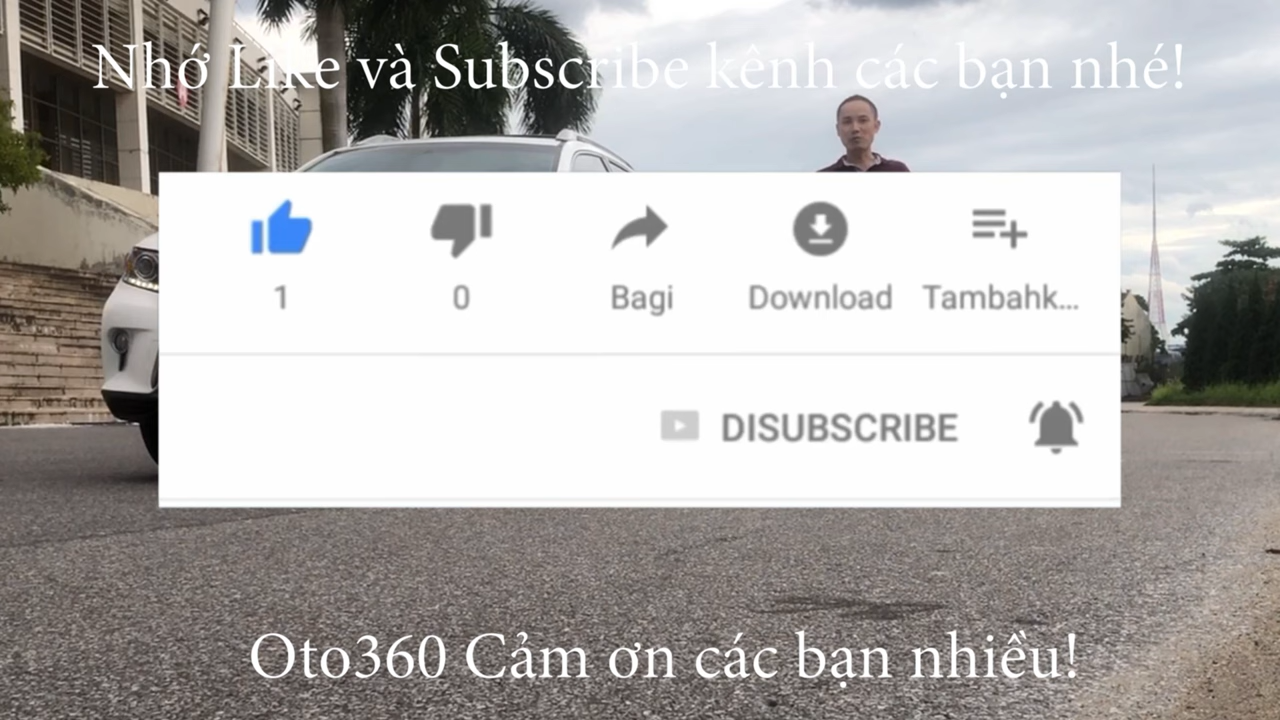 Nhớ Like và Subscribe kênh các bạn nhé!
1 0 Bagi Download Tambahk...
DISUBSCRIBE
Oto360 Cảm ơn các bạn nhiều!